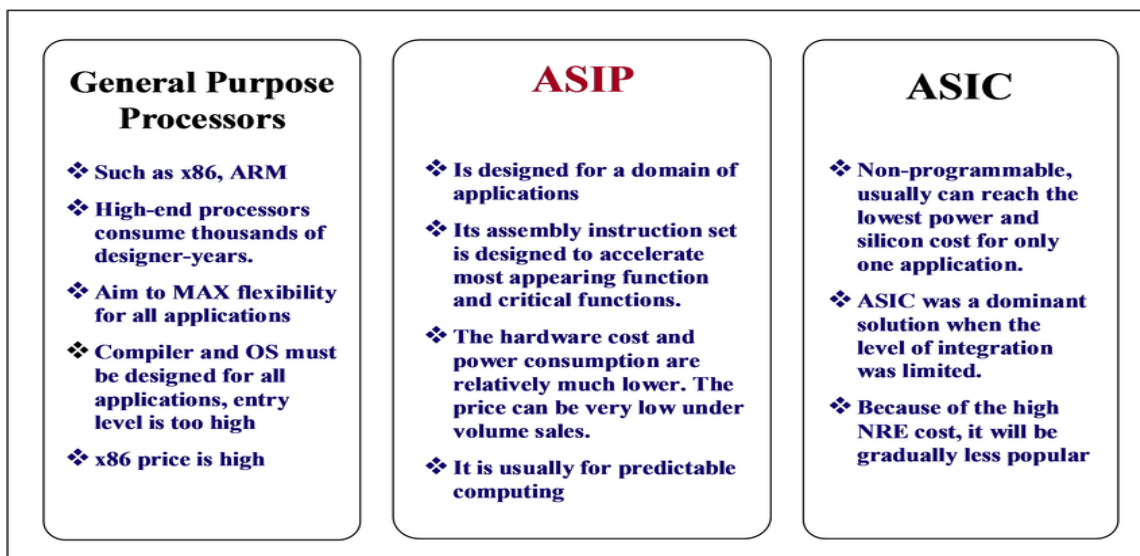 General Purpose
Processors
❖ Such as x86, ARM
❖ High-end processors
consume thousands of
designer-years.
❖ Aim to MAX flexibility
for all applications
❖ Compiler and OS must
be designed for all
applications, entry
level is too high
❖ x86 price is high
ASIP
❖ Is designed for a domain of
applications
❖ Its assembly instruction set
is designed to accelerate
most appearing function
and critical functions.
❖ The hardware cost and
power consumption are
relatively much lower. The
price can be very low under
volume sales.
❖ It is usually for predictable
computing
ASIC
❖ Non-programmable,
usually can reach the
lowest power and
silicon cost for only
one application.
❖ ASIC was a dominant
solution when the
level of integration
was limited.
❖ Because of the high
NRE cost, it will be
gradually less popular